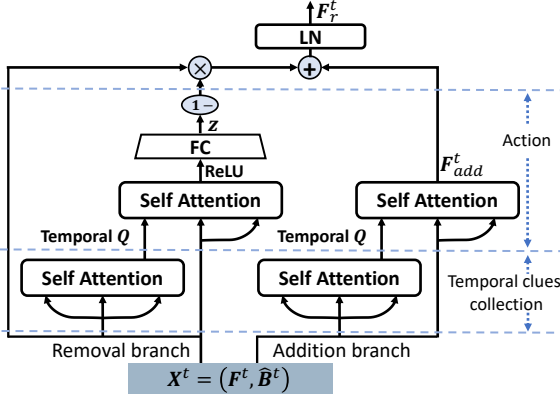 F_r^t
LN
× +
1 −
z
FC
ReLU
Action
F_add^t
Self Attention Self Attention
Temporal Q Temporal Q
Self Attention Self Attention
Temporal clues
collection
Removal branch Addition branch
X^t = (F^t, B̂^t)